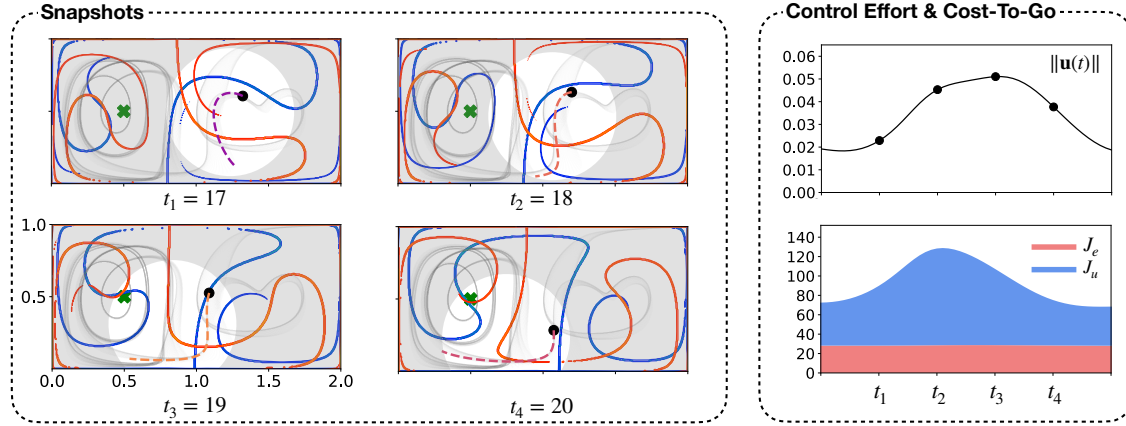 Snapshots
t₁ = 17
t₂ = 18
1.0
0.5
0.0 0.5 1.0 1.5 2.0
t₃ = 19
t₄ = 20
Control Effort & Cost-To-Go
‖u(t)‖
0.06
0.05
0.04
0.03
0.02
0.01
0.00
140
120
100
80
60
40
20
0
Jₑ
Jᵤ
t₁ t₂ t₃ t₄